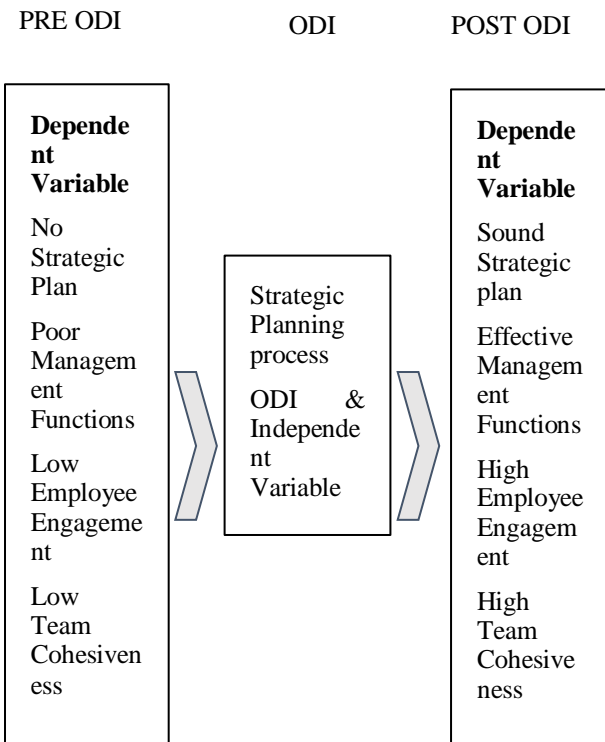 PRE ODI
ODI
POST ODI
Depende
nt
Variable
No
Strategic
Plan
Poor
Managem
ent
Functions
Low
Employee
Engageme
nt
Low
Team
Cohesiven
ess
Strategic
Planning
process
ODI &
Independe
nt
Variable
Depende
nt
Variable
Sound
Strategic
plan
Effective
Managem
ent
Functions
High
Employee
Engagem
ent
High
Team
Cohesive
ness